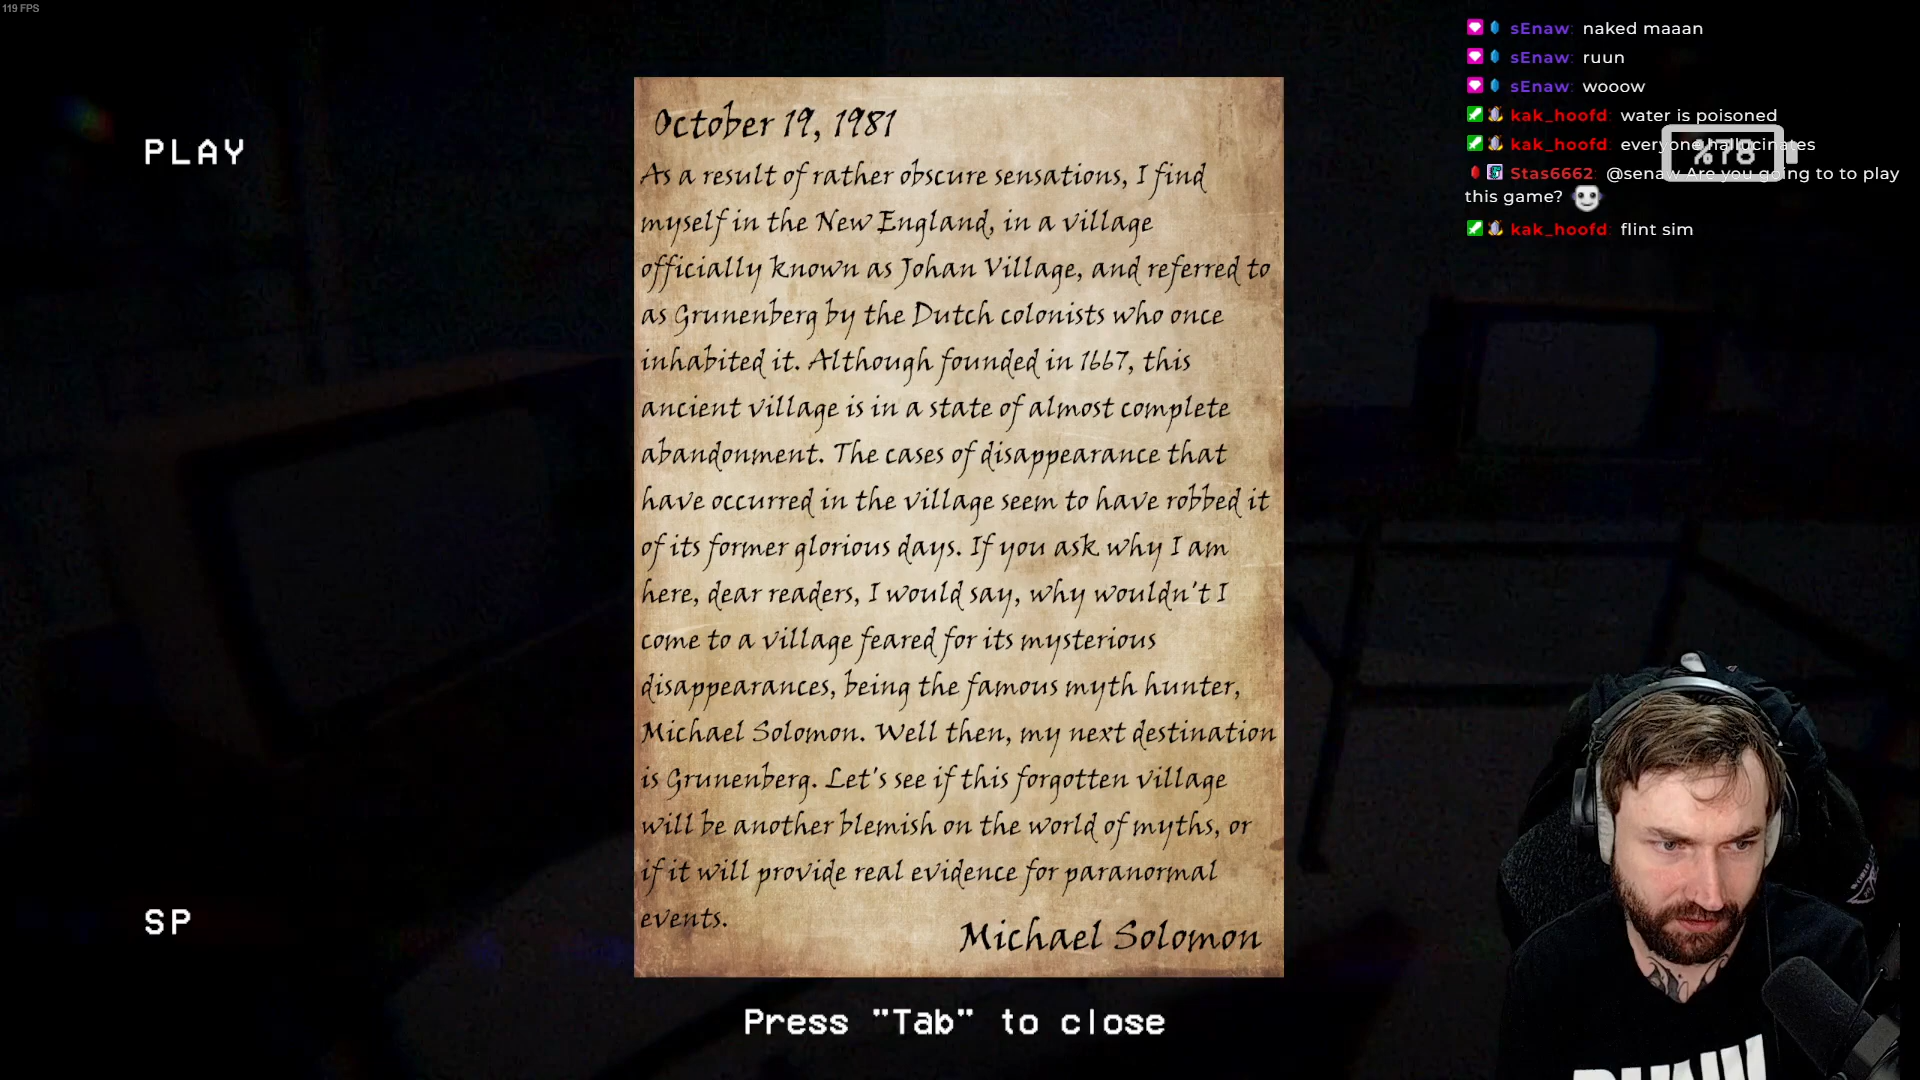 119 FPS
PLAY
October 19, 1981
As a result of rather obscure sensations, I find
myself in the New England, in a village
officially known as Johan Village, and referred to
as Grunenberg by the Dutch colonists who once
inhabited it. Although founded in 1667, this
ancient village is in a state of almost complete
abandonment. The cases of disappearance that
have occurred in the village seem to have robbed it
of its former glorious days. If you ask why I am
here, dear readers, I would say, why wouldn't I
come to a village feared for its mysterious
disappearances, being the famous myth hunter,
Michael Solomon. Well then, my next destination
is Grunenberg. Let's see if this forgotten village
will be another blemish on the world of myths, or
if it will provide real evidence for paranormal
events.
Michael Solomon
SP
Press "Tab" to close
sEnaw: naked maaan
sEnaw: ruun
sEnaw: wooow
kak_hoofd: water is poisoned
kak_hoofd: everyone hallucinates
%78
Stas6662: @senaw Are you going to to play
this game?
kak_hoofd: flint sim